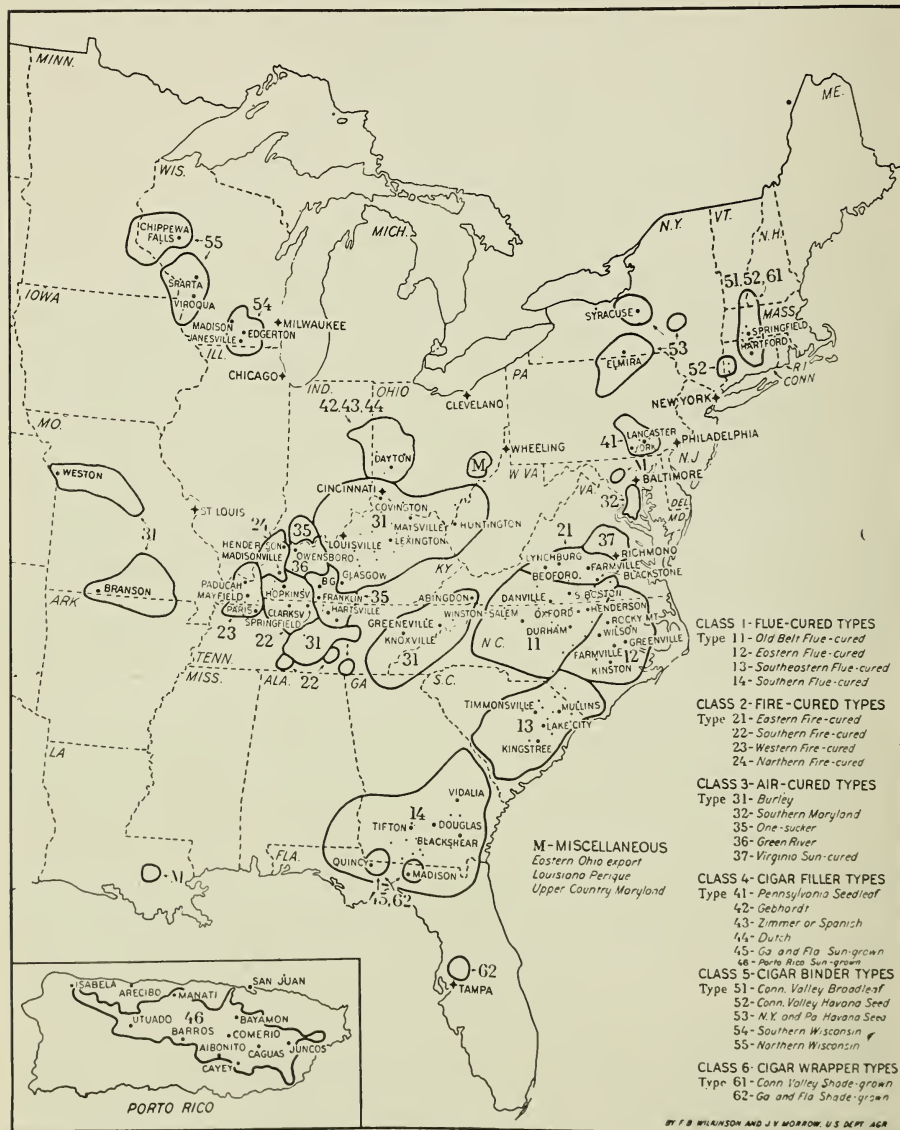 MINN.
ME.
WIS.
N.Y.
VT.
MICH.
N.H.
CHIPPEWA
FALLS
55
51,52,61
SPARTA
VIROQUA
IOWA
54
MADISON
EDGERTON
JANESVILLE
MILWAUKEE
SYRACUSE
MASS.
SPRINGFIELD
HARTFORD
53
ELMIRA
ILL.
52
R I
CONN
CHICAGO
IND.
OHIO
PA
CLEVELAND
NEW YORK
42,43,44
MO.
DAYTON
M
WHEELING
41
LANCASTER
YORK
PHILADELPHIA
N.J
WESTON
W VA
M
BALTIMORE
CINCINNATI
COVINGTON
VA.
32
DEL
MD.
ST LOUIS
24
35
31
MAYSVILLE
HUNTINGTON
LEXINGTON
21
37
31
HENDERSON
MADISONVILLE
OWENSBORO
LOUISVILLE
36
RICHMOND
LYNCHBURG
FARMVILLE
BEDFORD.
BLACKSTONE
KY
GLASGOW
B G
PADUCAH
MAYFIELD
HOPKINSV
FRANKLIN
35
ABINGDON
DANVILLE
S BOSTON
BRANSON
ARK
PARIS
CLARKSV
HARTSVILLE
SPRINGFIELD
GREENEVILLE
WINSTON-SALEM
OXFORD
HENDERSON
ROCKY MT.
WILSON
23
22
31
KNOXVILLE
31
N C.
DURHAM
11
GREENVILLE
FARMVILLE
12
KINSTON
TENN.
MISS.
ALA.
22
GA
S.C.
TIMMONSVILLE
MULLINS
13
LAKE CITY
KINGSTREE
LA
VIDALIA
14
TIFTON
DOUGLAS
BLACKSHEAR
FLA.
QUINCY
MADISON
45,62
M
62
TAMPA
M-MISCELLANEOUS
Eastern Ohio export
Louisiana Perique
Upper Country Maryland
CLASS 1-FLUE-CURED TYPES
Type 11-Old Belt Flue-cured
12-Eastern Flue-cured
13-Southeastern Flue-cured
14-Southern Flue-cured
CLASS 2-FIRE-CURED TYPES
Type 21-Eastern Fire-cured
22-Southern Fire-cured
23-Western Fire-cured
24-Northern Fire-cured
CLASS 3-AIR-CURED TYPES
Type 31-Burley
32-Southern Maryland
35-One-sucker
36-Green River
37-Virginia Sun-cured
CLASS 4-CIGAR FILLER TYPES
Type 41-Pennsylvania Seedleaf
42-Gebhardt
43-Zimmer or Spanish
44-Dutch
45-Ga and Fla Sun-grown
46-Porto Rico Sun-grown
CLASS 5-CIGAR BINDER TYPES
Type 51-Conn. Valley Broadleaf
52-Conn. Valley Havana Seed
53-N.Y. and Pa Havana Seed
54-Southern Wisconsin
55-Northern Wisconsin
CLASS 6-CIGAR WRAPPER TYPES
Type 61-Conn Valley Shade-grown
62-Ga and Fla Shade-grown
ISABELA
ARECIBO
MANATI
SAN JUAN
UTUADO
46
BAYAMON
BARROS
COMERIO
AIBONITO
CAGUAS
JUNCOS
CAYEY
PORTO RICO
BY F B WILKINSON AND J V MORROW, U S DEPT AGR